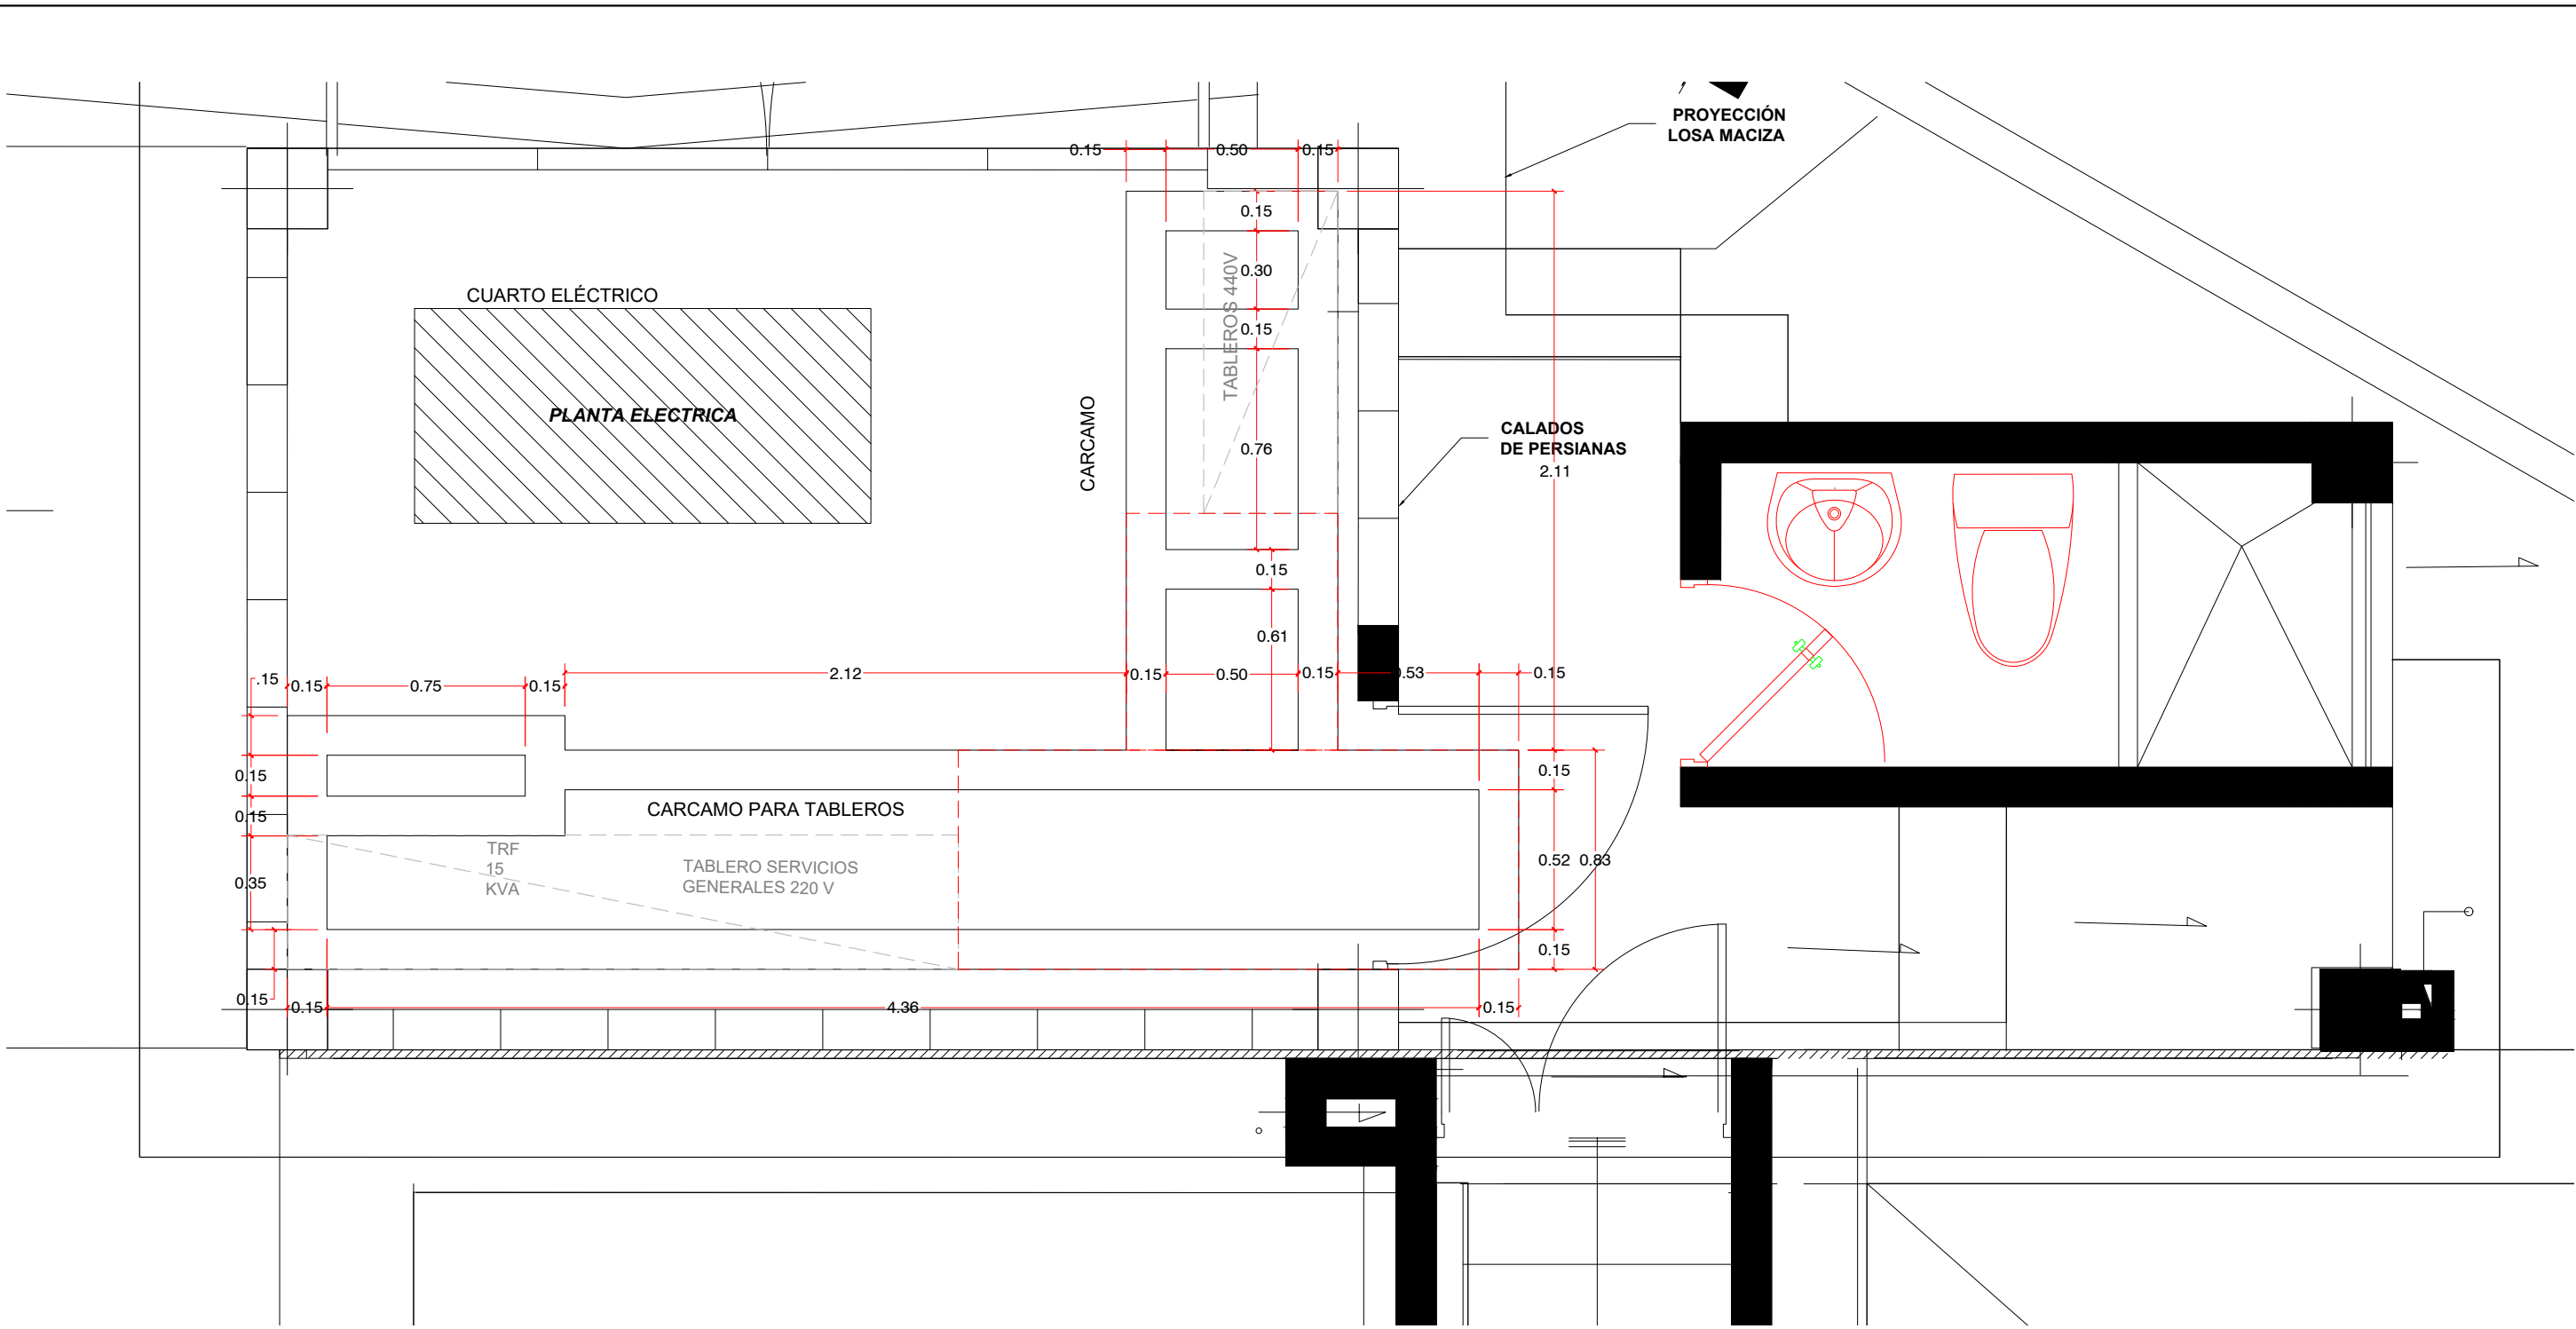 PROYECCIÓN
LOSA MACIZA
0.15
0.50
0.15
0.15
0.30
0.15
0.76
0.15
0.61
TABLEROS 440V
CUARTO ELÉCTRICO
PLANTA ELECTRICA
CARCAMO
CALADOS
DE PERSIANAS
2.11
.15
0.15
0.75
0.15
2.12
0.15
0.50
0.15
0.53
0.15
0.15
0.15
0.35
0.15
CARCAMO PARA TABLEROS
TRF
15
KVA
TABLERO SERVICIOS
GENERALES 220 V
0.15
0.52
0.83
0.15
0.15
4.36
0.15